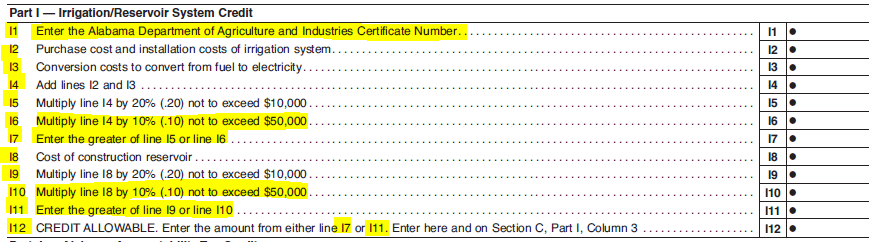 Part I — Irrigation/Reservoir System Credit
I1 Enter the Alabama Department of Agriculture and Industries Certificate Number. I1 ●
I2 Purchase cost and installation costs of irrigation system. I2 ●
I3 Conversion costs to convert from fuel to electricity. I3 ●
I4 Add lines I2 and I3 I4 ●
I5 Multiply line I4 by 20% (.20) not to exceed $10,000 I5 ●
I6 Multiply line I4 by 10% (.10) not to exceed $50,000 I6 ●
I7 Enter the greater of line I5 or line I6 I7 ●
I8 Cost of construction reservoir I8 ●
I9 Multiply line I8 by 20% (.20) not to exceed $10,000 I9 ●
I10 Multiply line I8 by 10% (.10) not to exceed $50,000 I10 ●
I11 Enter the greater of line I9 or line I10 I11 ●
I12 CREDIT ALLOWABLE. Enter the amount from either line I7 or I11. Enter here and on Section C, Part I, Column 3 I12 ●